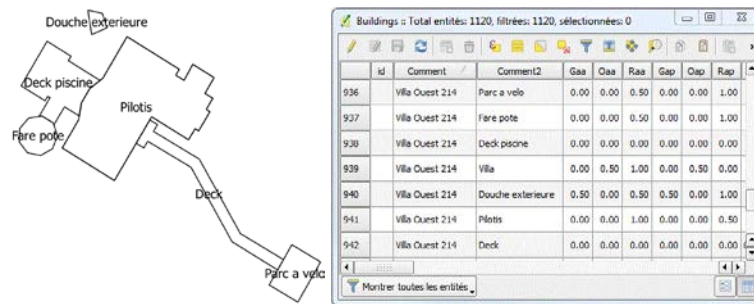 Douche exterieure
Deck piscine
Pilotis
Fare pote
Deck
Parc a velo
Buildings :: Total entités: 1120, filtrées: 1120, sélectionnées: 0
id Comment Comment2 Gaa Oaa Raa Gap Oap Rap
936 Villa Ouest 214 Parc a velo 0.00 0.00 0.50 0.00 0.00 1.00
937 Villa Ouest 214 Fare pote 0.00 0.00 0.50 0.00 0.00 1.00
938 Villa Ouest 214 Deck piscine 0.00 0.00 0.00 0.00 0.00 0.00
939 Villa Ouest 214 Villa 0.00 0.50 1.00 0.00 0.50 0.00
940 Villa Ouest 214 Douche exterieure 0.50 0.00 0.50 0.50 0.00 1.00
941 Villa Ouest 214 Pilotis 0.00 0.00 1.00 0.00 0.00 0.50
942 Villa Ouest 214 Deck 0.00 0.00 0.00 0.00 0.00 0.00
Montrer toutes les entités